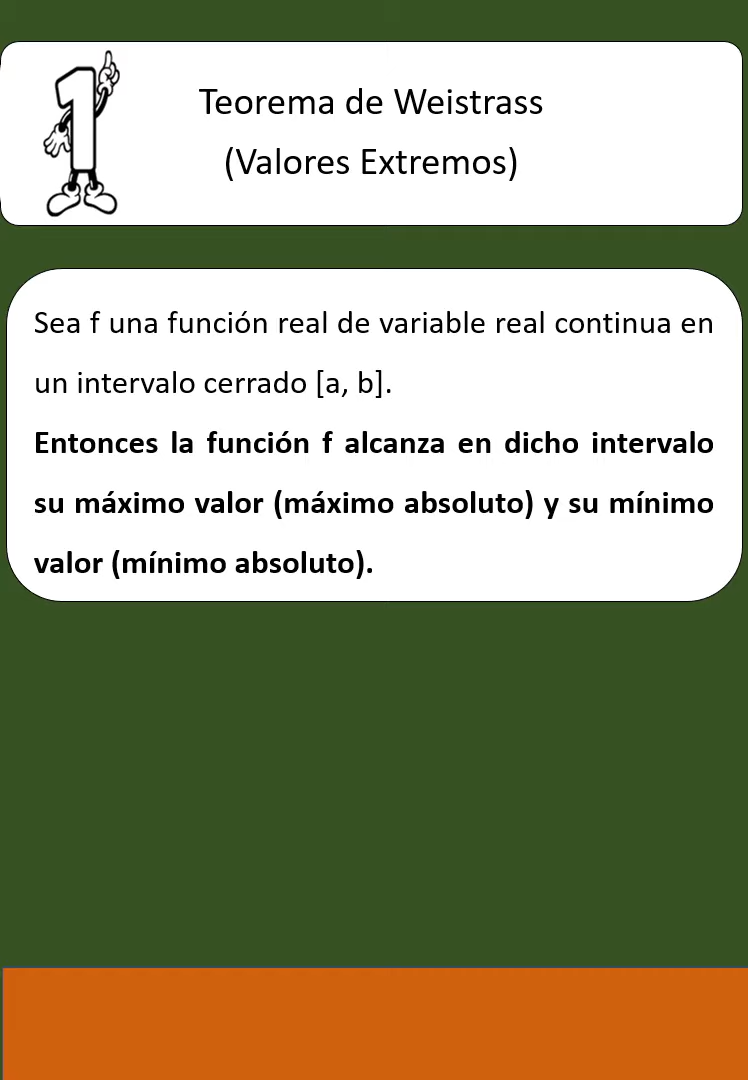 1
Teorema de Weistrass
(Valores Extremos)
Sea f una función real de variable real continua en
un intervalo cerrado [a, b].
Entonces la función f alcanza en dicho intervalo
su máximo valor (máximo absoluto) y su mínimo
valor (mínimo absoluto).